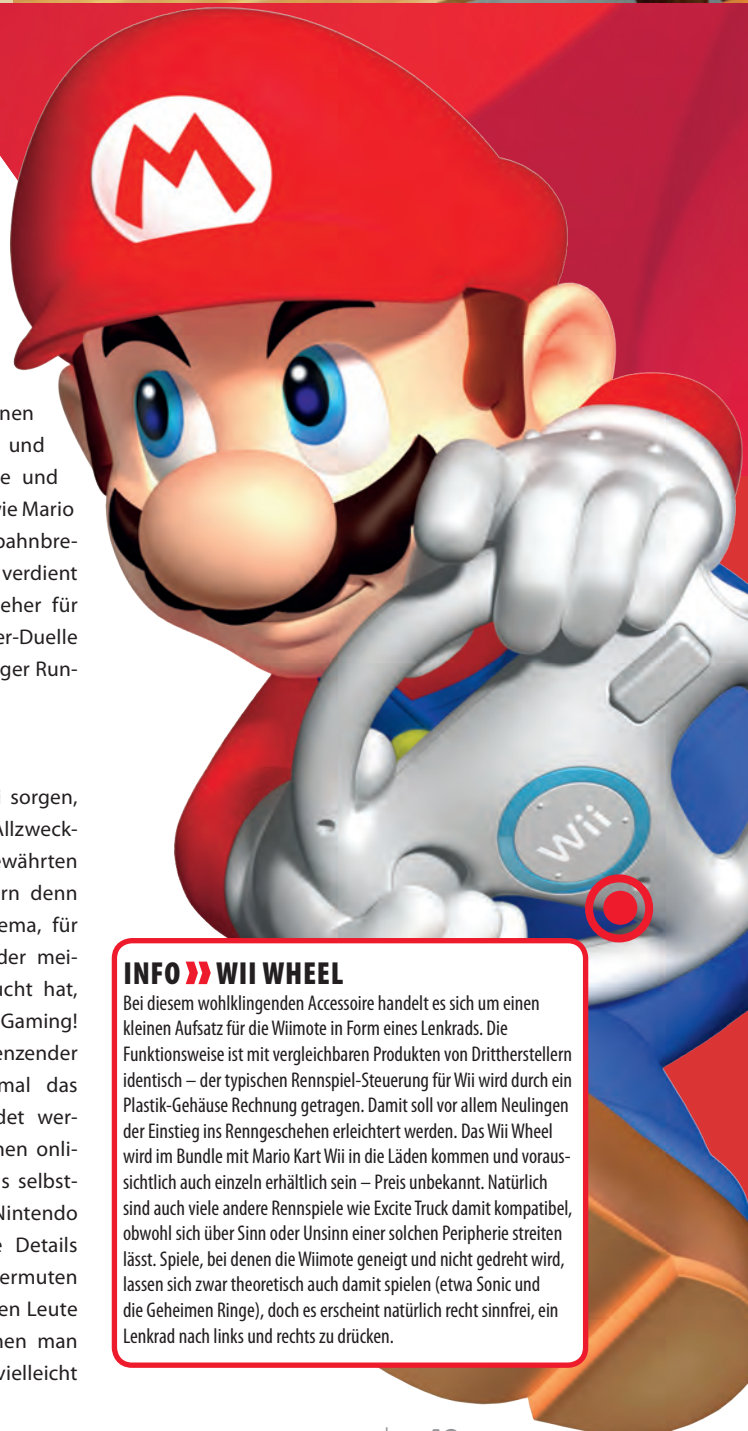 M
nen
und
e und
vie Mario
bahnbre-
verdient
eher für
er-Duelle
ger Run-
sorgen,
Allzweck-
ewährten
rn denn
ema, für
der mei-
ucht hat,
Gaming!
enzender
mal das
det wer-
nen onli-
s selbst-
Nintendo
e Details
ermuten
en Leute
nen man
vielleicht
Wii
INFO WII WHEEL
Bei diesem wohlklingenden Accessoire handelt es sich um einen
kleinen Aufsatz für die Wiimote in Form eines Lenkrads. Die
Funktionsweise ist mit vergleichbaren Produkten von Drittherstellern
identisch – der typischen Rennspiel-Steuerung für Wii wird durch ein
Plastik-Gehäuse Rechnung getragen. Damit soll vor allem Neulingen
der Einstieg ins Renngeschehen erleichtert werden. Das Wii Wheel
wird im Bundle mit Mario Kart Wii in die Läden kommen und voraus-
sichtlich auch einzeln erhältlich sein – Preis unbekannt. Natürlich
sind auch viele andere Rennspiele wie Excite Truck damit kompatibel,
obwohl sich über Sinn oder Unsinn einer solchen Peripherie streiten
lässt. Spiele, bei denen die Wiimote geneigt und nicht gedreht wird,
lassen sich zwar theoretisch auch damit spielen (etwa Sonic und
die Geheimen Ringe), doch es erscheint natürlich recht sinnfrei, ein
Lenkrad nach links und rechts zu drücken.